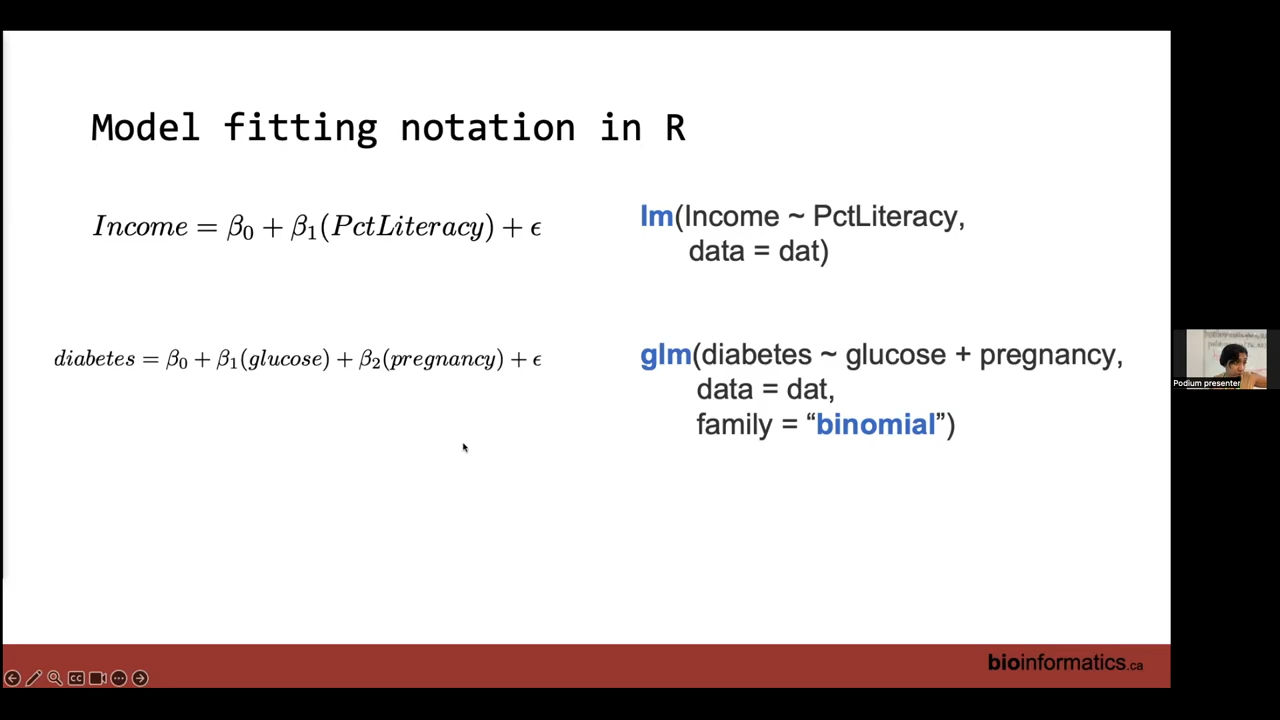 Model fitting notation in R
Income = β₀ + β₁(PctLiteracy) + ϵ
lm(Income ~ PctLiteracy,
data = dat)
diabetes = β₀ + β₁(glucose) + β₂(pregnancy) + ϵ
glm(diabetes ~ glucose + pregnancy,
data = dat,
family = “binomial”)
Podium presenter
bioinformatics.ca
CC